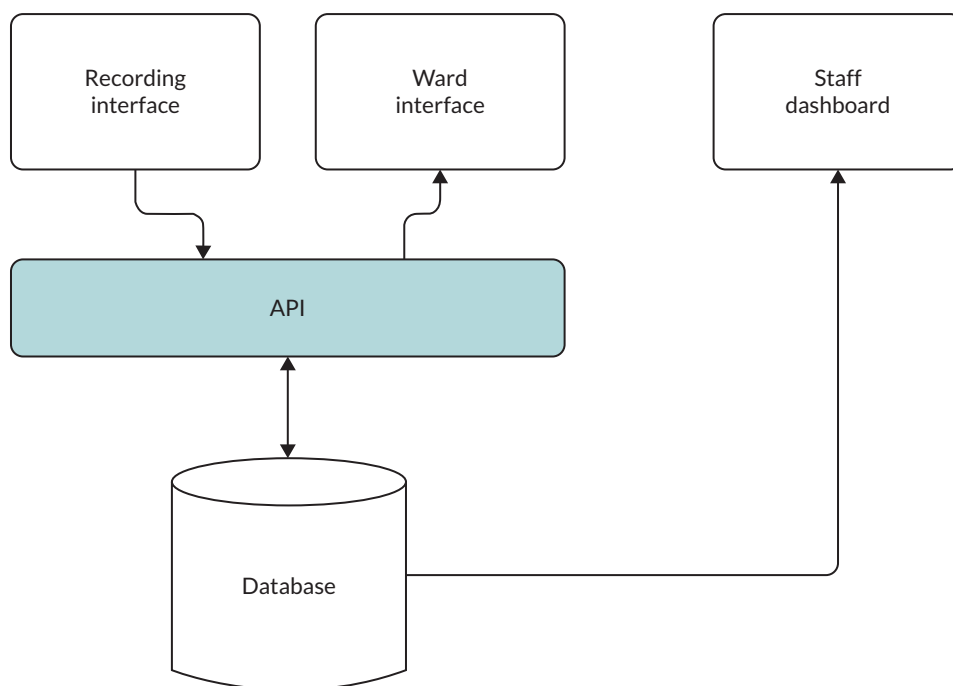 Recording
interface
Ward
interface
Staff
dashboard
API
Database